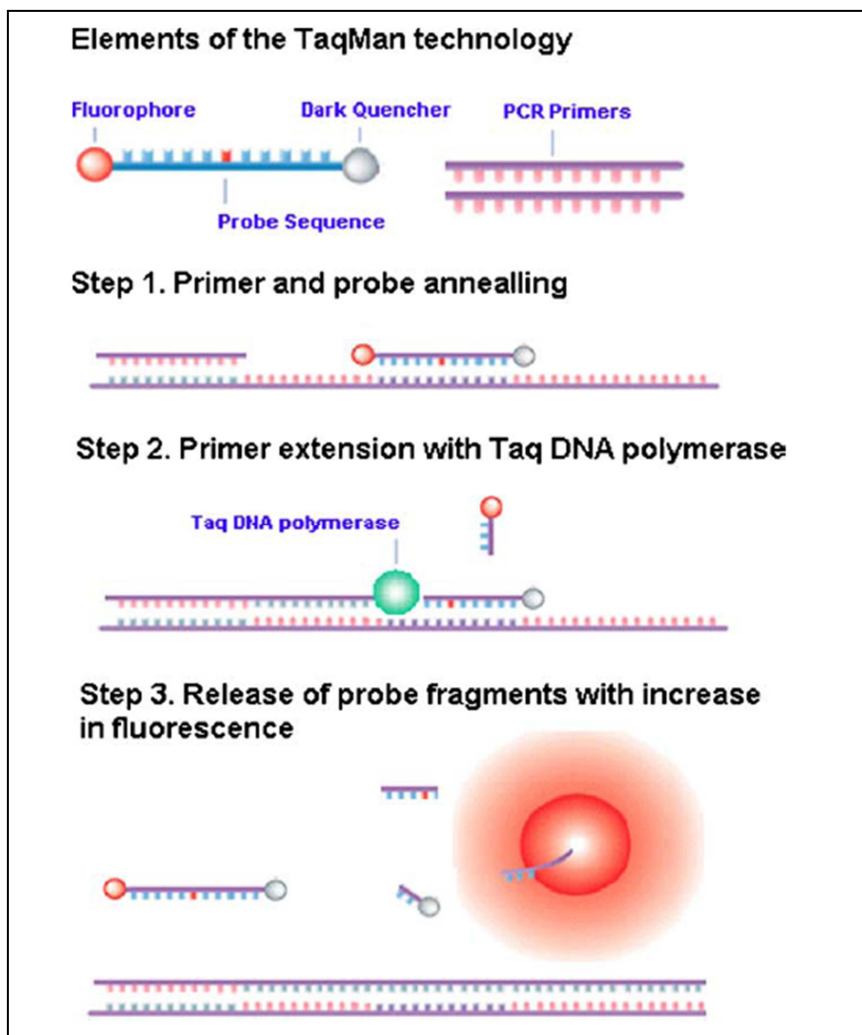 Elements of the TaqMan technology
Fluorophore
Dark Quencher
PCR Primers
Probe Sequence
Step 1. Primer and probe annealling
Step 2. Primer extension with Taq DNA polymerase
Taq DNA polymerase
Step 3. Release of probe fragments with increase
in fluorescence